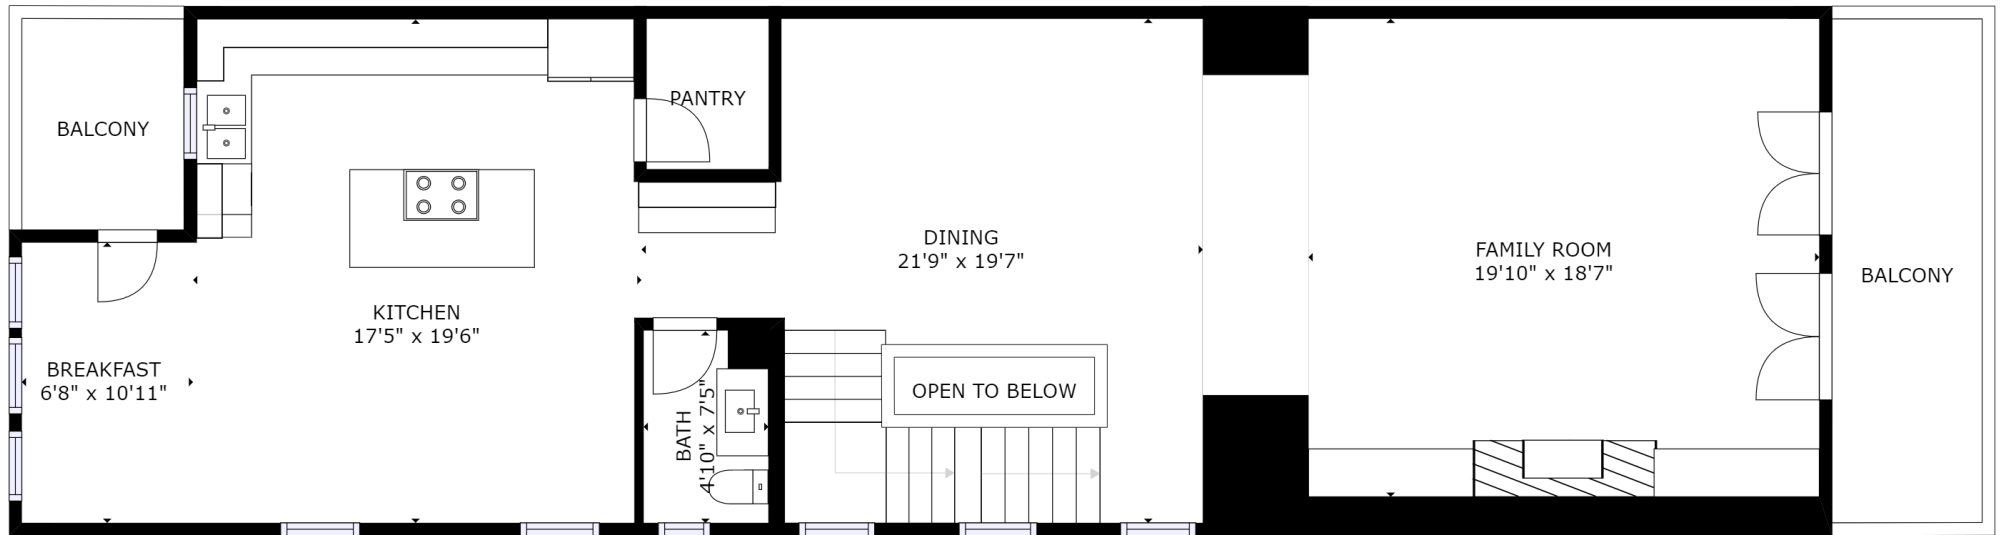 BALCONY
PANTRY
DINING
21'9" x 19'7"
FAMILY ROOM
19'10" x 18'7"
BALCONY
KITCHEN
17'5" x 19'6"
BREAKFAST
6'8" x 10'11"
OPEN TO BELOW
BATH
4'10" x 7'5"